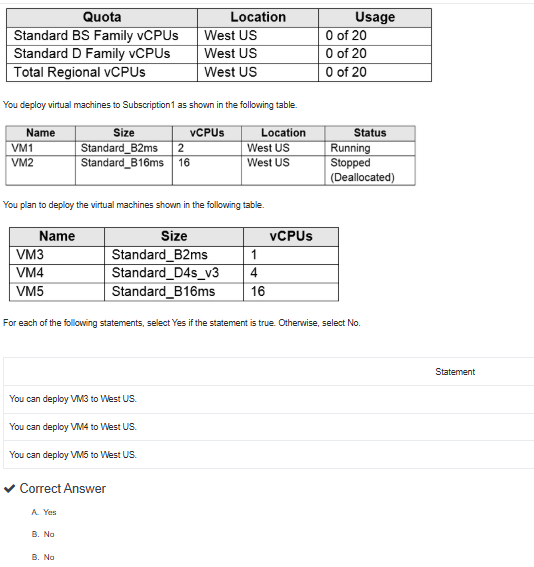 Quota Location Usage
Standard BS Family vCPUs West US 0 of 20
Standard D Family vCPUs West US 0 of 20
Total Regional vCPUs West US 0 of 20
You deploy virtual machines to Subscription1 as shown in the following table.
Name Size vCPUs Location Status
VM1 Standard_B2ms 2 West US Running
VM2 Standard_B16ms 16 West US Stopped
(Deallocated)
You plan to deploy the virtual machines shown in the following table.
Name Size vCPUs
VM3 Standard_B2ms 1
VM4 Standard_D4s_v3 4
VM5 Standard_B16ms 16
For each of the following statements, select Yes if the statement is true. Otherwise, select No.
Statement
You can deploy VM3 to West US.
You can deploy VM4 to West US.
You can deploy VM5 to West US.
✔ Correct Answer
A. Yes
B. No
B. No